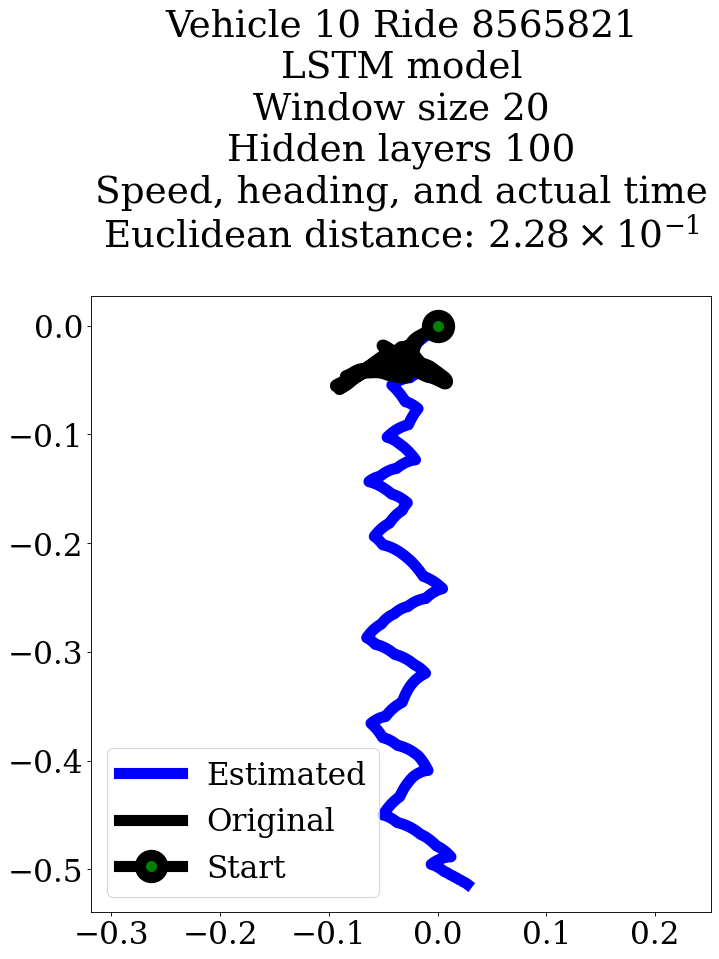 Vehicle 10 Ride 8565821
LSTM model
Window size 20
Hidden layers 100
Speed, heading, and actual time
Euclidean distance: 2.28 × 10⁻¹
0.0
−0.1
−0.2
−0.3
−0.4
−0.5
Estimated
Original
Start
−0.3 −0.2 −0.1 0.0 0.1 0.2